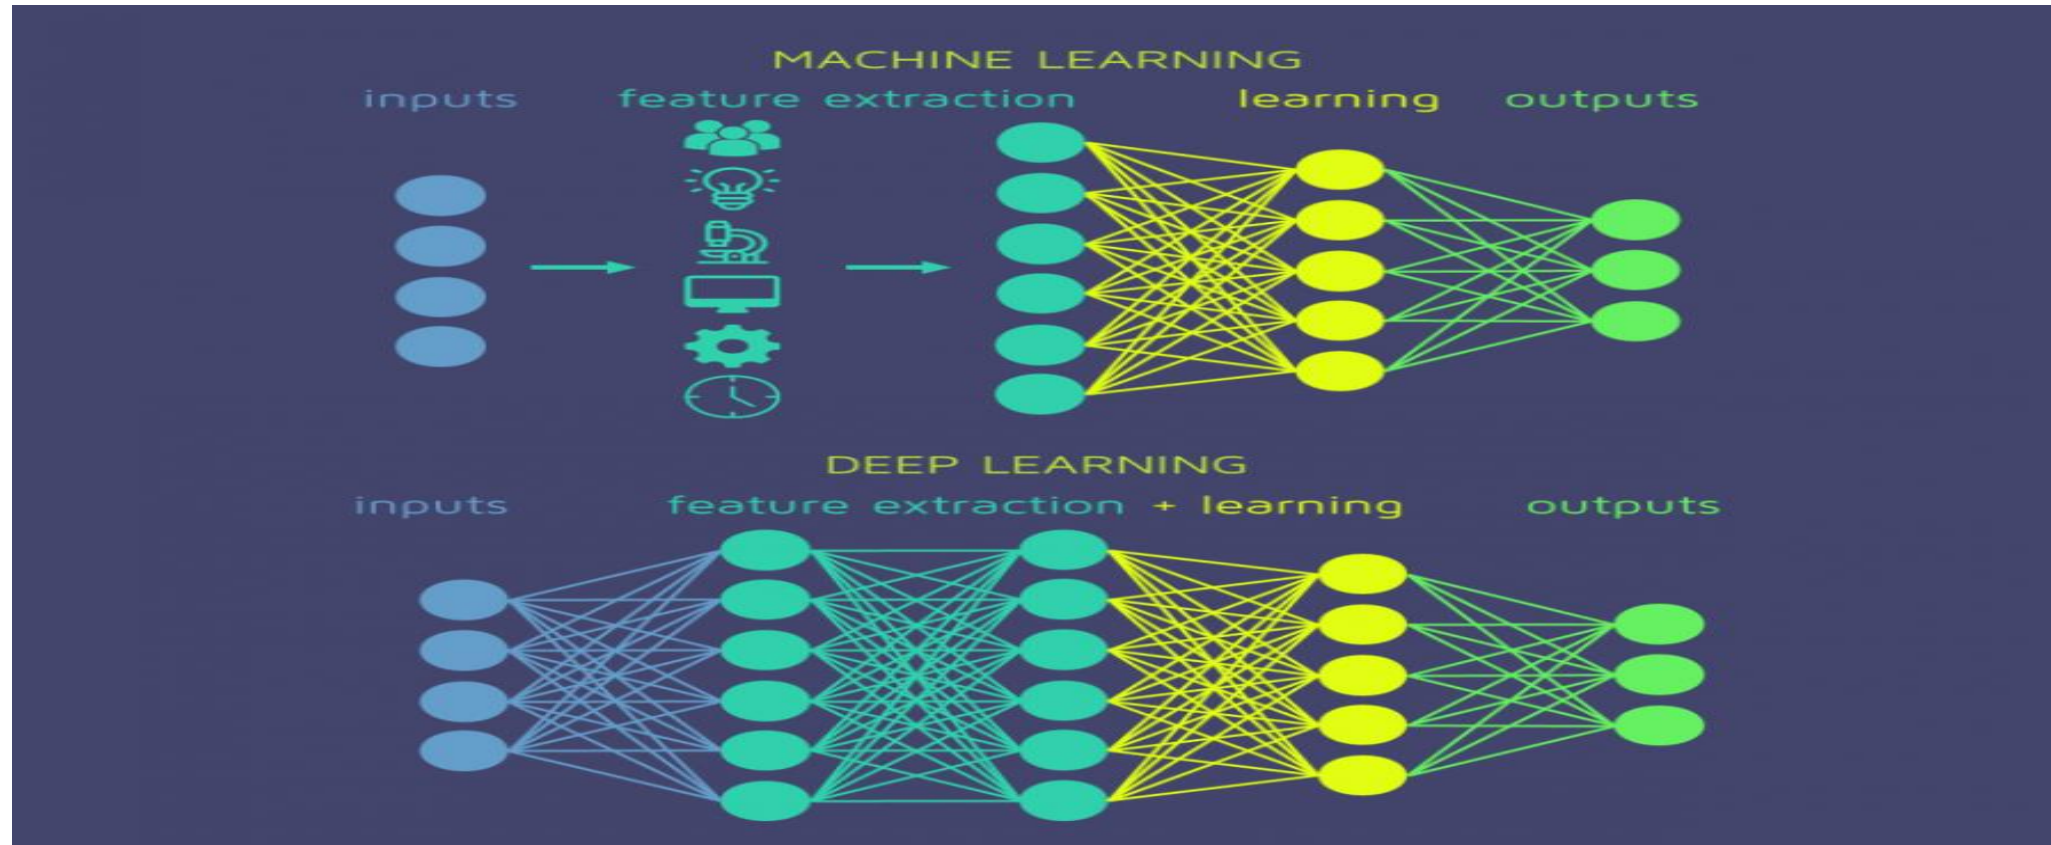 MACHINE LEARNING
inputs feature extraction learning outputs
DEEP LEARNING
inputs feature extraction + learning outputs